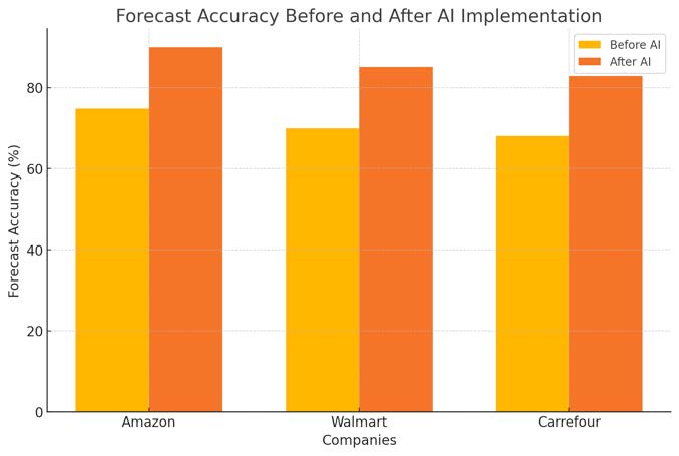 Forecast Accuracy Before and After AI Implementation
Before AI
After AI
Forecast Accuracy (%)
80
60
40
20
0
Amazon Walmart Carrefour
Companies